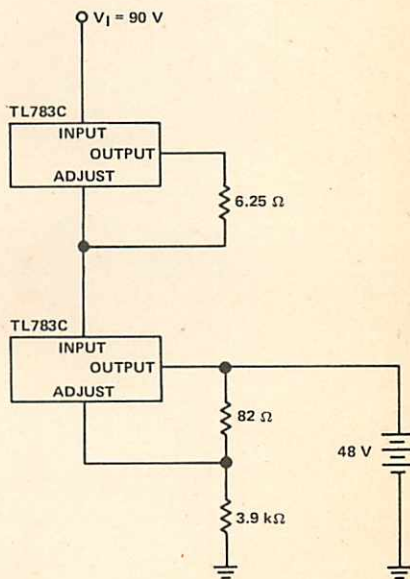 V_I = 90 V
TL783C
INPUT
OUTPUT
ADJUST
6.25 Ω
TL783C
INPUT
OUTPUT
ADJUST
82 Ω
48 V
3.9 kΩ